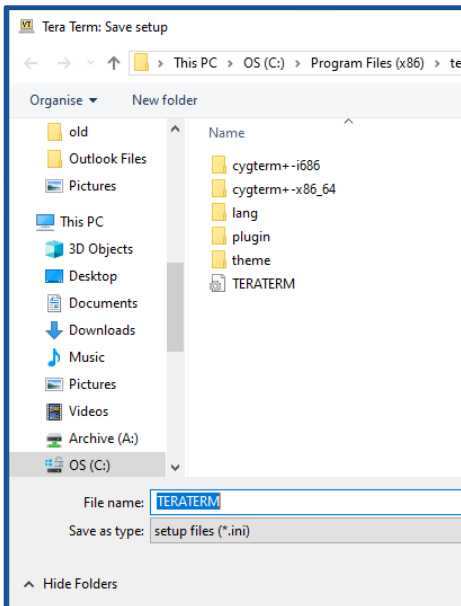 VT Tera Term: Save setup
This PC > OS (C:) > Program Files (x86) > te
Organise New folder
old
Outlook Files
Pictures
This PC
3D Objects
Desktop
Documents
Downloads
Music
Pictures
Videos
Archive (A:)
OS (C:)
Name
cygterm+-i686
cygterm+-x86_64
lang
plugin
theme
TERATERM
File name: TERATERM
Save as type: setup files (*.ini)
Hide Folders